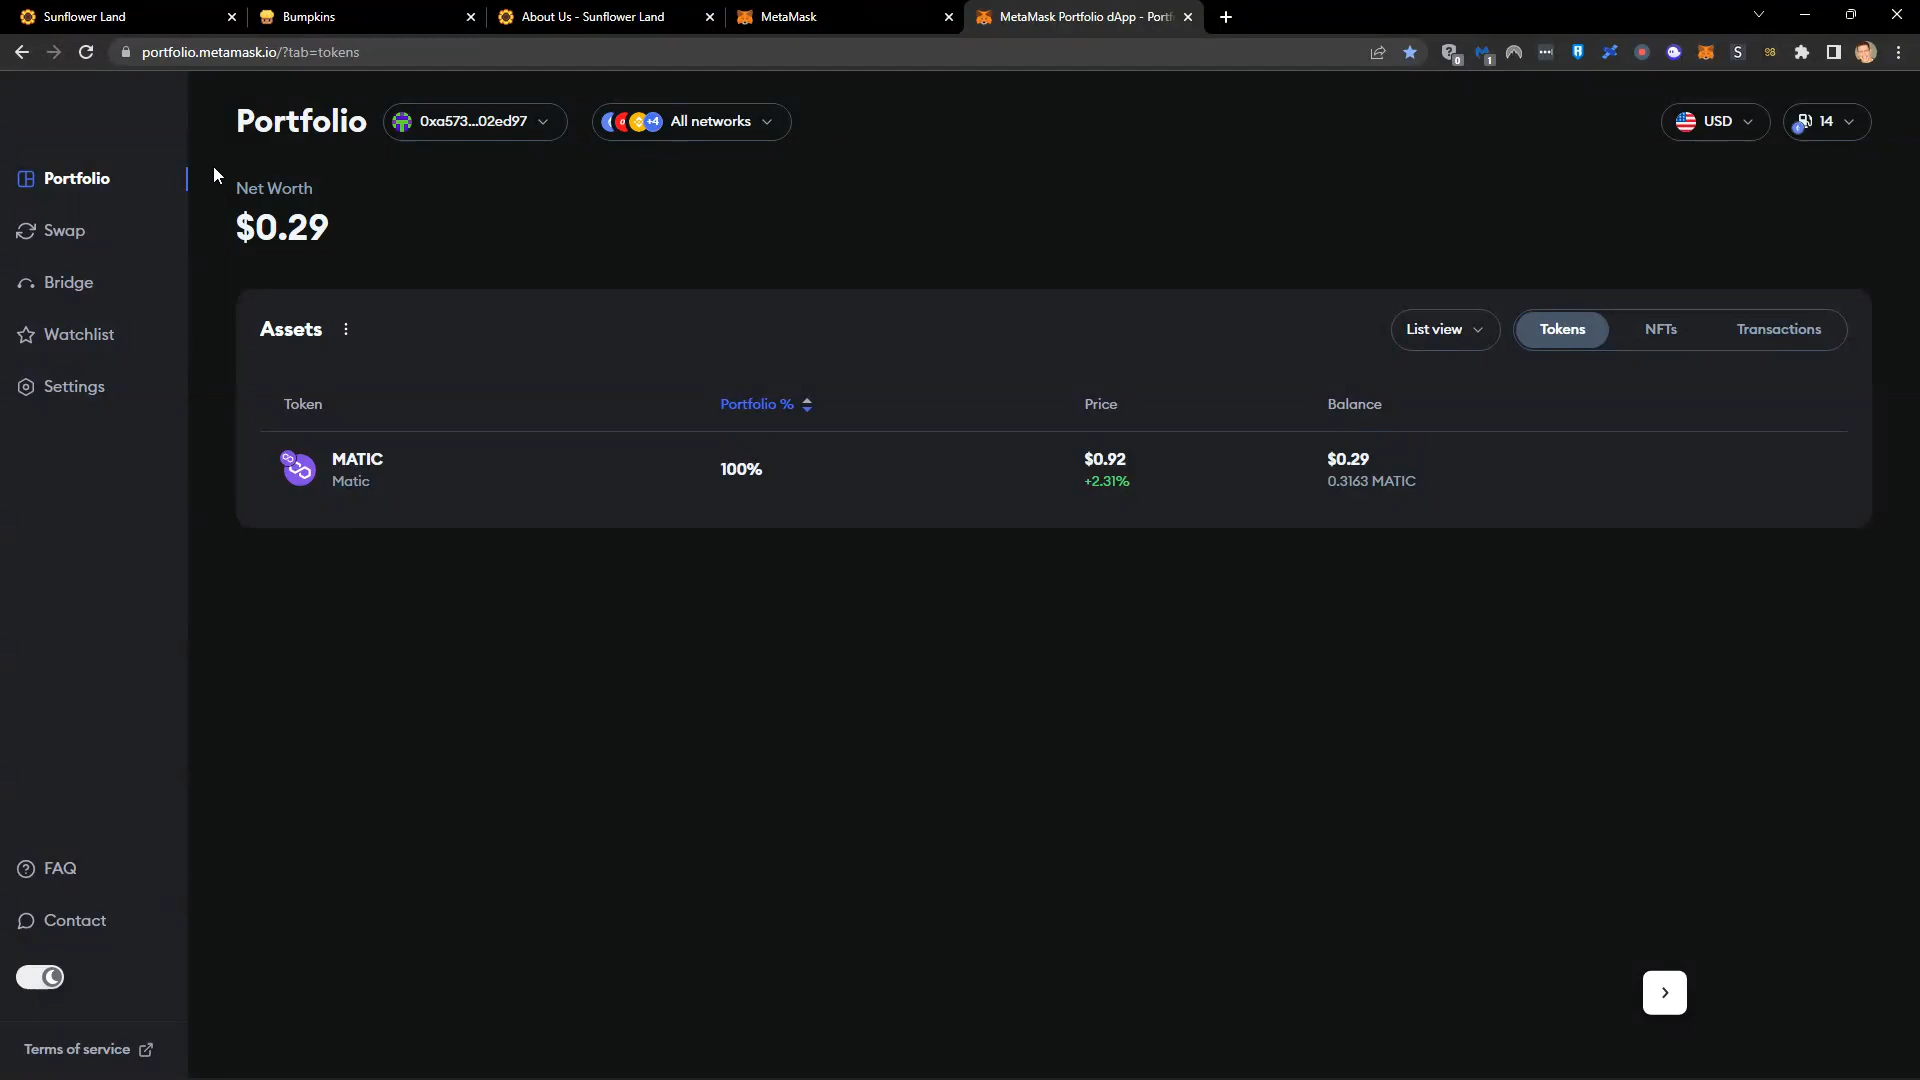 Sunflower Land
Bumpkins
About Us - Sunflower Land
MetaMask
MetaMask Portfolio dApp - Portf
portfolio.metamask.io/?tab=tokens
0
1
S
98
Portfolio
0xa573...02ed97
+4
All networks
USD
14
Portfolio
Swap
Bridge
Watchlist
Settings
Net Worth
$0.29
Assets
List view
Tokens
NFTs
Transactions
Token
Portfolio %
Price
Balance
MATIC
Matic
100%
$0.92
+2.31%
$0.29
0.3163 MATIC
FAQ
Contact
Terms of service